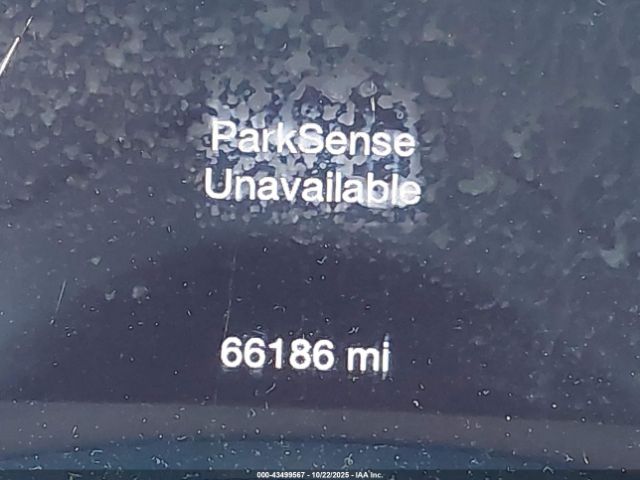 ParkSense
Unavailable
66186 mi
000-43499567 - 10/22/2025 - IAA Inc.